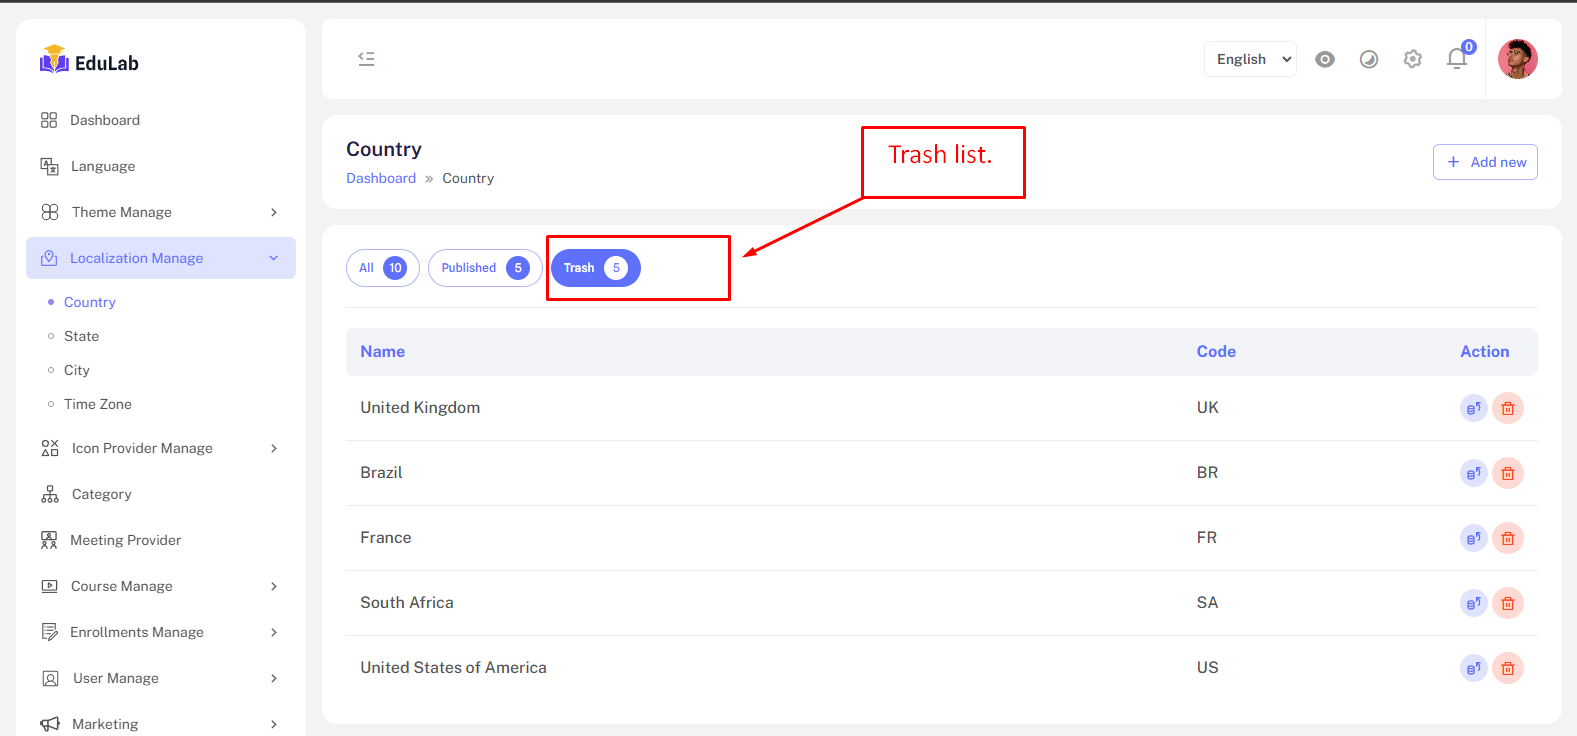 EduLab
Dashboard
Language
Theme Manage
Localization Manage
Country
State
City
Time Zone
Icon Provider Manage
Category
Meeting Provider
Course Manage
Enrollments Manage
User Manage
Marketing
English
0
Country
Dashboard » Country
Trash list.
+ Add new
All 10
Published 5
Trash 5
Name Code Action
United Kingdom UK
Brazil BR
France FR
South Africa SA
United States of America US